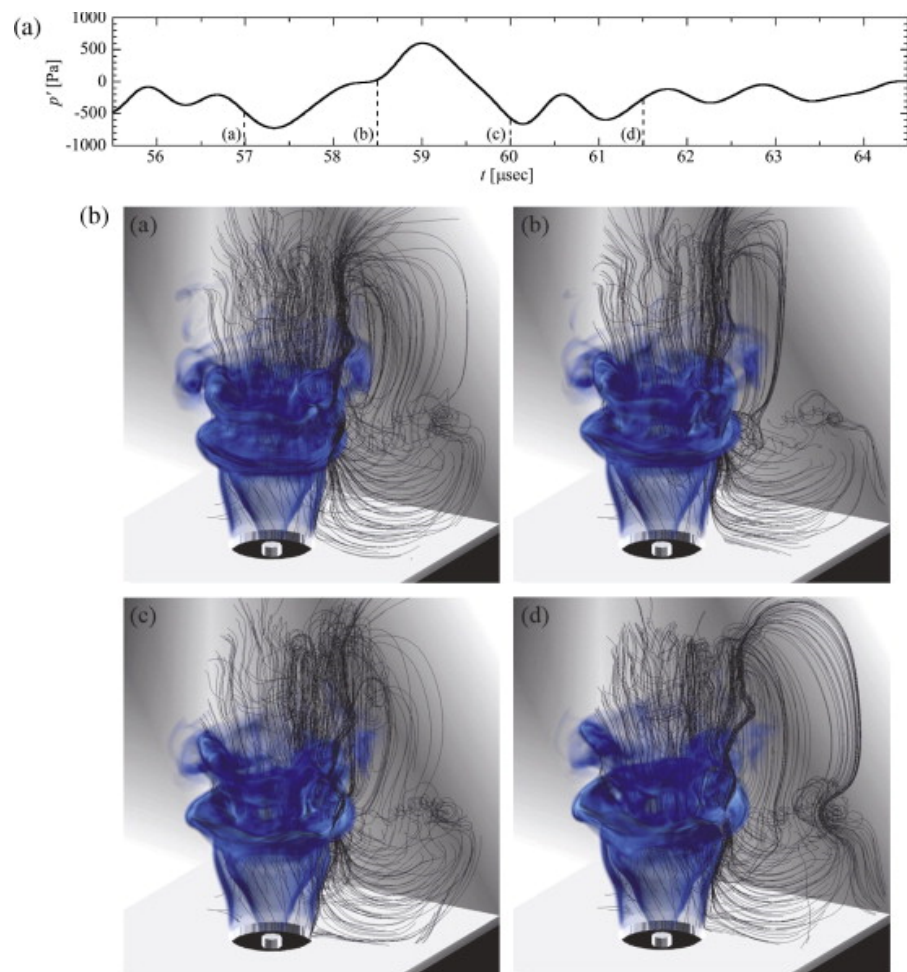 (a)
1000
500
0
-500
-1000
p' [Pa]
(a) (b) (c) (d)
56 57 58 59 60 61 62 63 64
t [μsec]
(b)
(a) (b)
(c) (d)